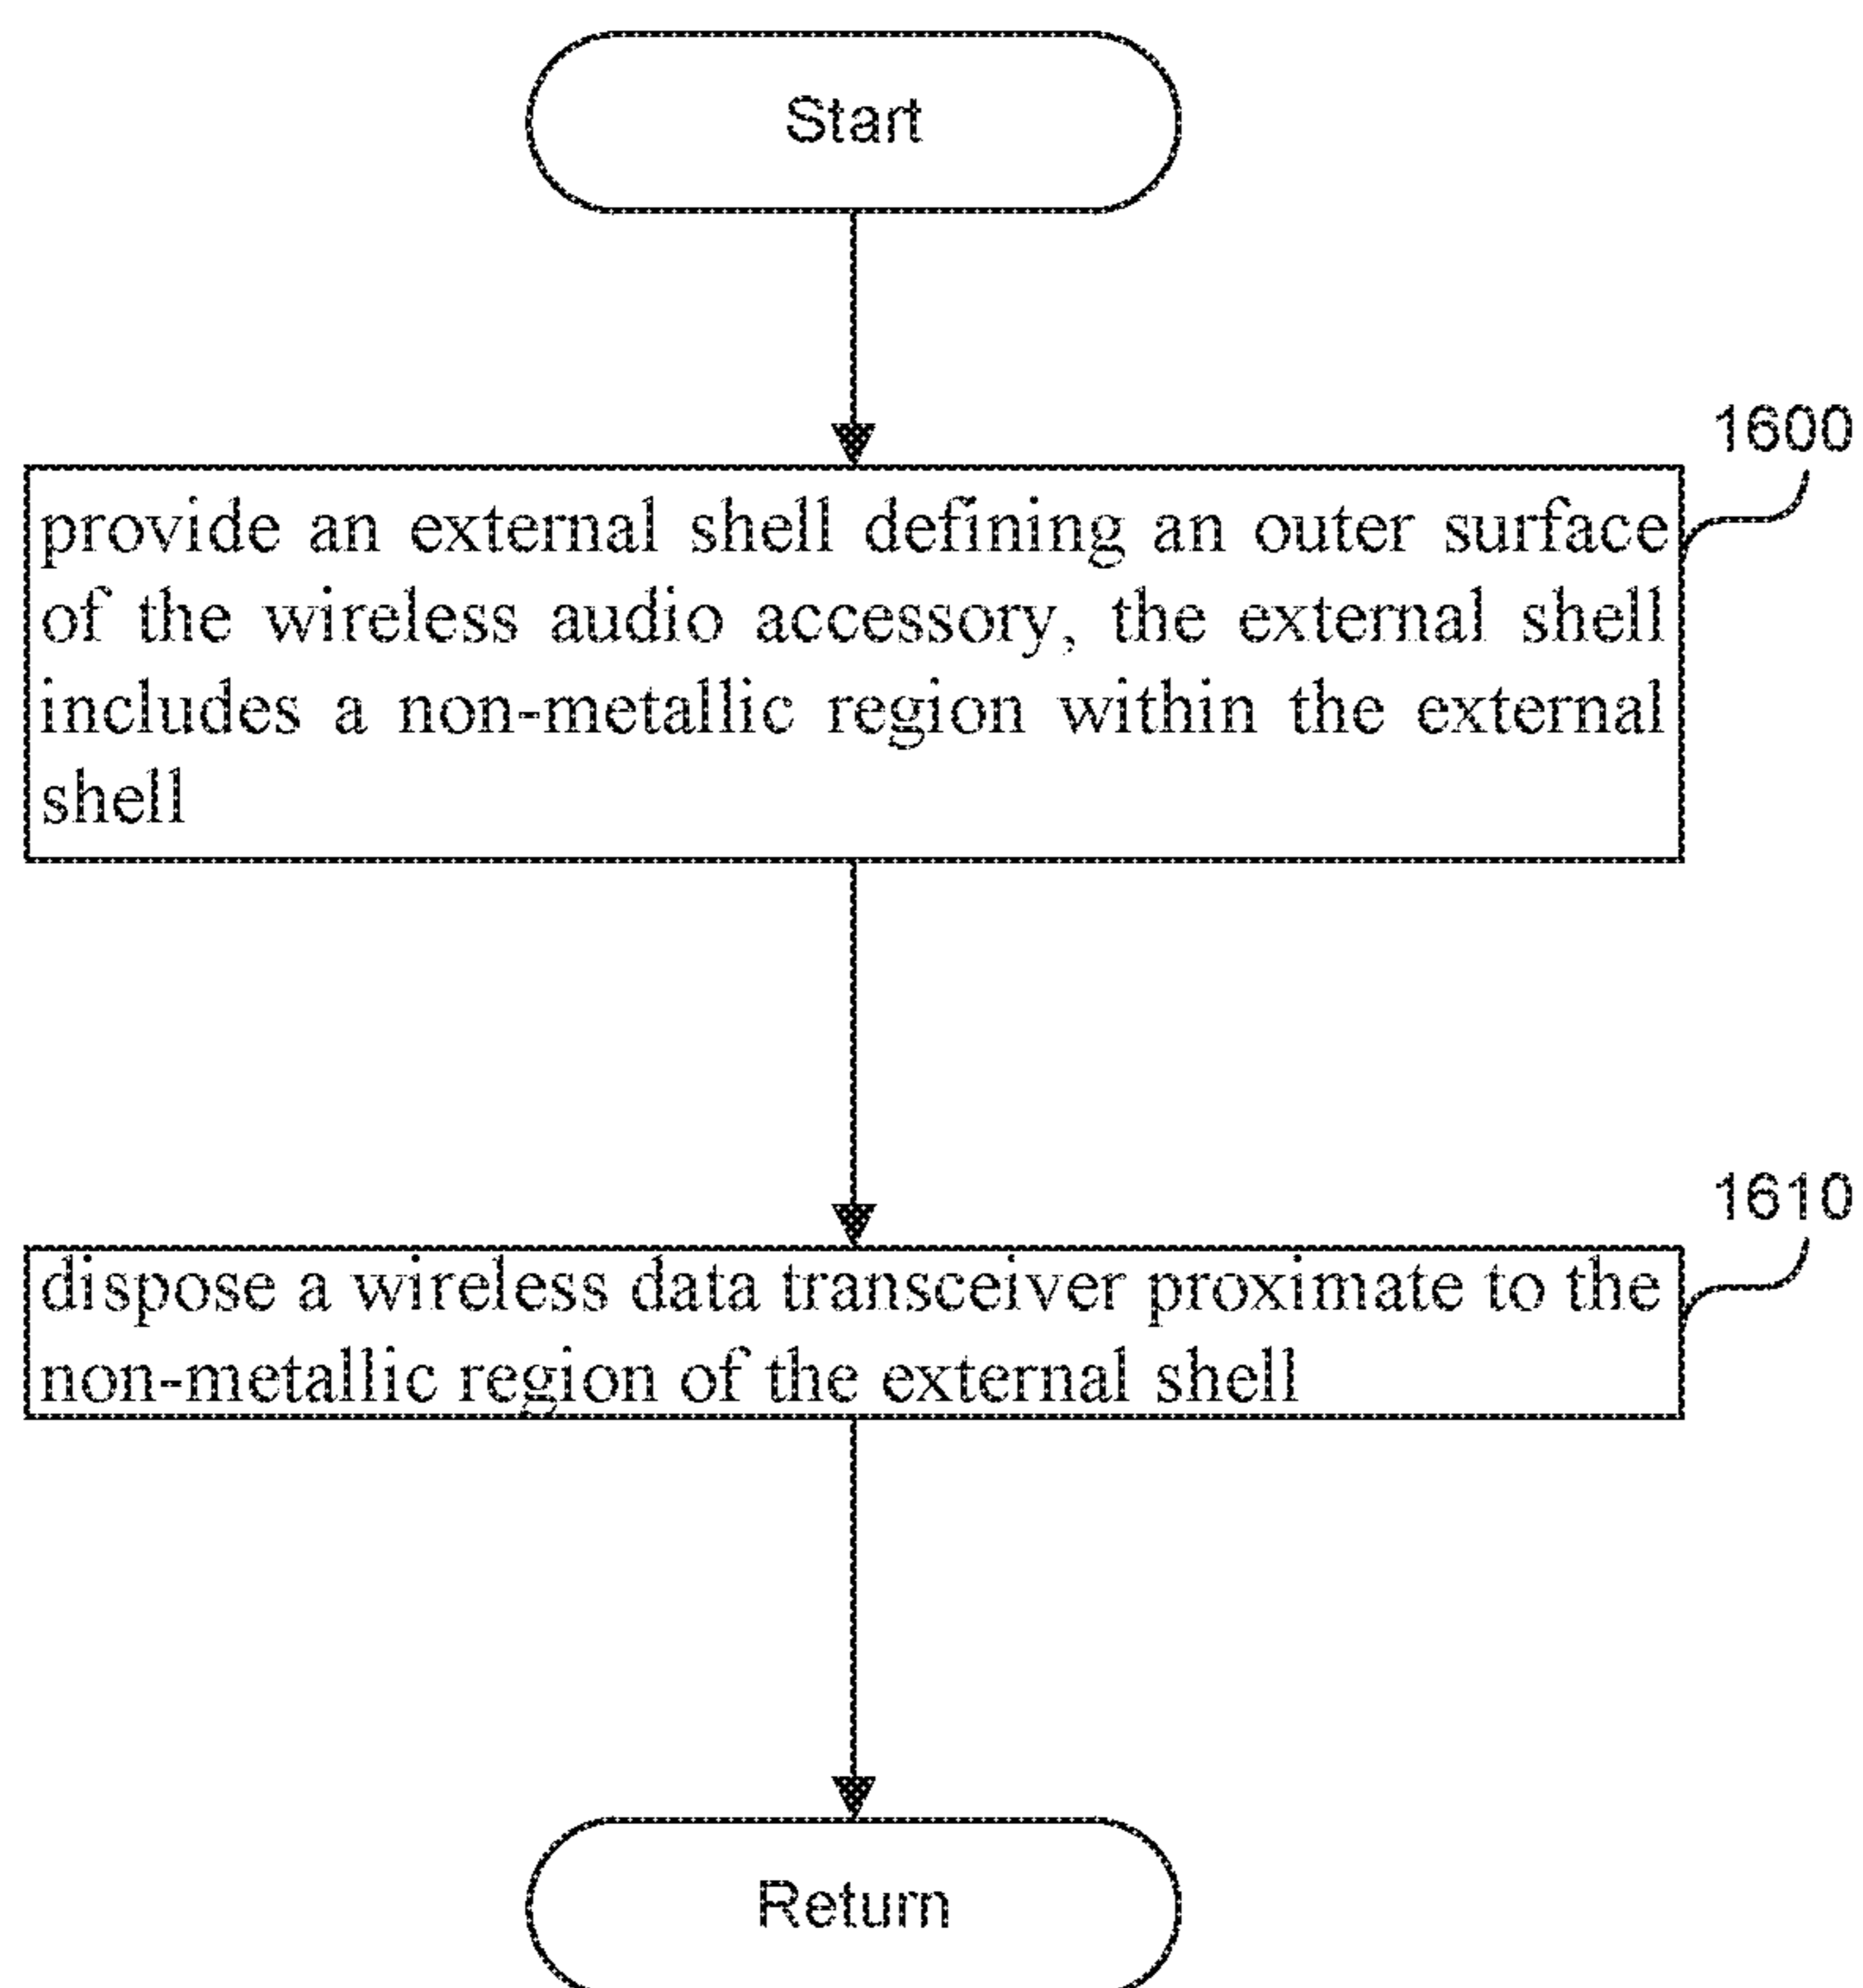 Start
1600
provide an external shell defining an outer surface
of the wireless audio accessory, the external shell
includes a non-metallic region within the external
shell
1610
dispose a wireless data transceiver proximate to the
non-metallic region of the external shell
Return